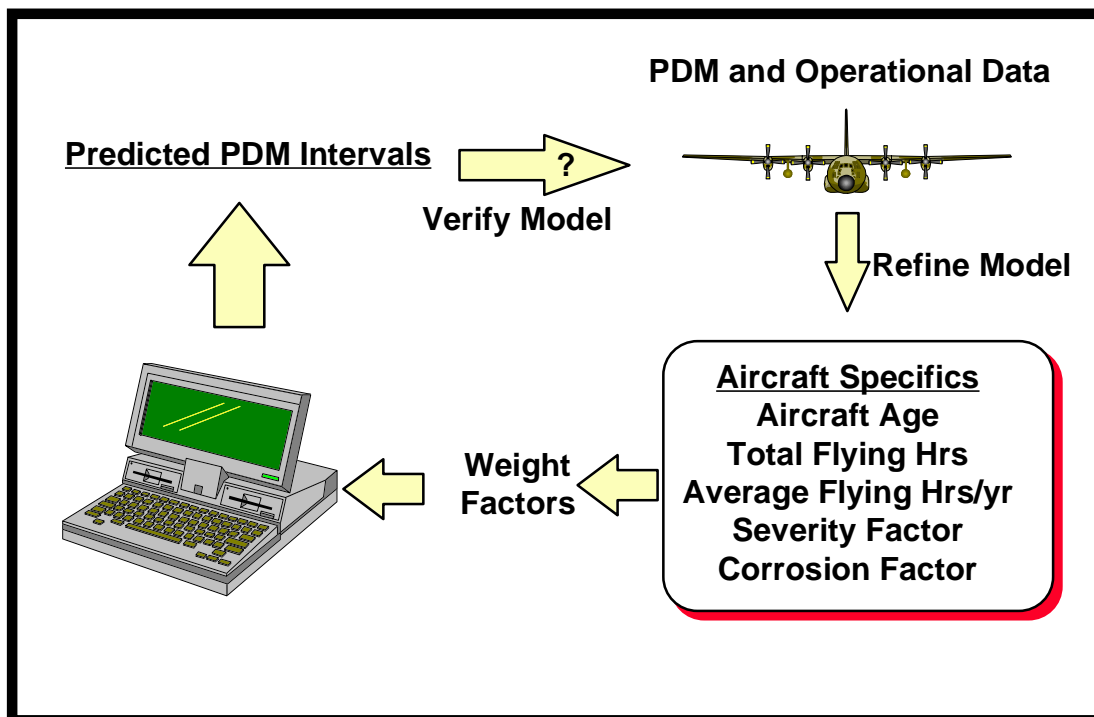 PDM and Operational Data
Predicted PDM Intervals
?
Verify Model
Refine Model
Aircraft Specifics
Aircraft Age
Total Flying Hrs
Average Flying Hrs/yr
Severity Factor
Corrosion Factor
Weight
Factors